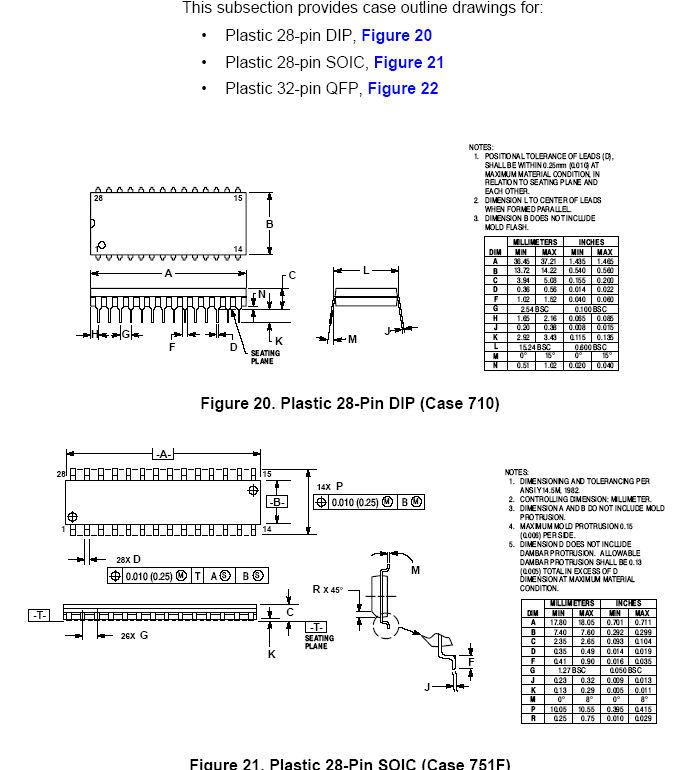 This subsection provides case outline drawings for:
• Plastic 28-pin DIP, Figure 20
• Plastic 28-pin SOIC, Figure 21
• Plastic 32-pin QFP, Figure 22
28 15
1 14
B
A
C
N
H G
F D
K
SEATING
PLANE
L
M
J
NOTES:
1. POSITIONAL TOLERANCE OF LEADS (D),
SHALL BE WITHIN 0.25mm (0.010) AT
MAXIMUM MATERIAL CONDITION, IN
RELATION TO SEATING PLANE AND
EACH OTHER.
2. DIMENSION L TO CENTER OF LEADS
WHEN FORMED PARALLEL.
3. DIMENSION B DOES NOT INCLUDE
MOLD FLASH.
MILLIMETERS INCHES
DIM MIN MAX MIN MAX
A 36.45 37.21 1.435 1.465
B 13.72 14.22 0.540 0.560
C 3.94 5.08 0.155 0.200
D 0.36 0.56 0.014 0.022
F 1.02 1.52 0.040 0.060
G 2.54 BSC 0.100 BSC
H 1.65 2.16 0.065 0.085
J 0.20 0.38 0.008 0.015
K 2.92 3.43 0.115 0.135
L 15.24 BSC 0.600 BSC
M 0° 15° 0° 15°
N 0.51 1.02 0.020 0.040
Figure 20. Plastic 28-Pin DIP (Case 710)
-A-
28 15
1 14
-B-
14X P
0.010 (0.25) M B M
28X D
0.010 (0.25) M T A S B S
-T-
26X G
C
K
-T-
SEATING
PLANE
R X 45°
M
F
J
NOTES:
1. DIMENSIONING AND TOLERANCING PER
ANSI Y14.5M, 1982.
2. CONTROLLING DIMENSION: MILLIMETER.
3. DIMENSION A AND B DO NOT INCLUDE MOLD
PROTRUSION.
4. MAXIMUM MOLD PROTRUSION 0.15
(0.006) PER SIDE.
5. DIMENSION D DOES NOT INCLUDE
DAMBAR PROTRUSION. ALLOWABLE
DAMBAR PROTRUSION SHALL BE 0.13
(0.005) TOTAL IN EXCESS OF D
DIMENSION AT MAXIMUM MATERIAL
CONDITION.
MILLIMETERS INCHES
DIM MIN MAX MIN MAX
A 17.80 18.05 0.701 0.711
B 7.40 7.60 0.292 0.299
C 2.35 2.65 0.093 0.104
D 0.35 0.49 0.014 0.019
F 0.41 0.90 0.016 0.035
G 1.27 BSC 0.050 BSC
J 0.23 0.32 0.009 0.013
K 0.13 0.29 0.005 0.011
M 0° 8° 0° 8°
P 10.05 10.55 0.395 0.415
R 0.25 0.75 0.010 0.029
Figure 21. Plastic 28-Pin SOIC (Case 751F)